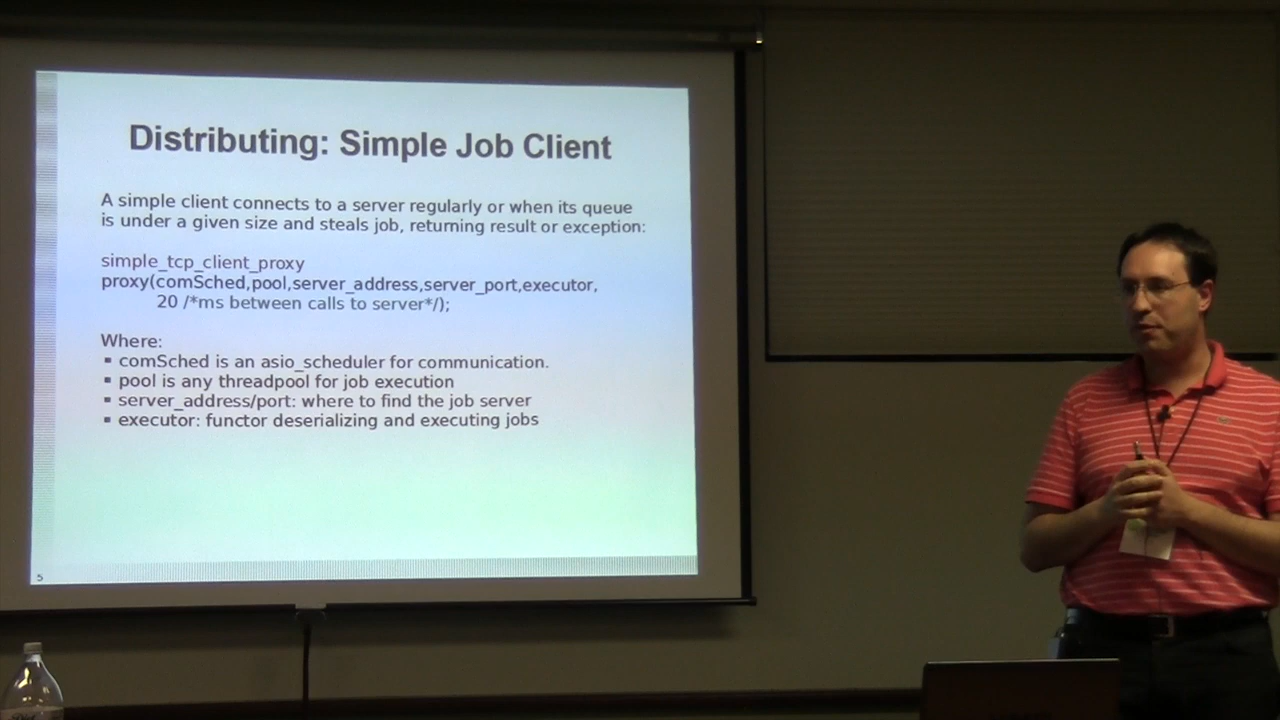 Distributing: Simple Job Client
A simple client connects to a server regularly or when its queue
is under a given size and steals job, returning result or exception:
simple_tcp_client_proxy
proxy(comSched,pool,server_address,server_port,executor,
20 /*ms between calls to server*/);
Where:
▪ comSched is an asio_scheduler for communication.
▪ pool is any threadpool for job execution
▪ server_address/port: where to find the job server
▪ executor: functor deserializing and executing jobs
5